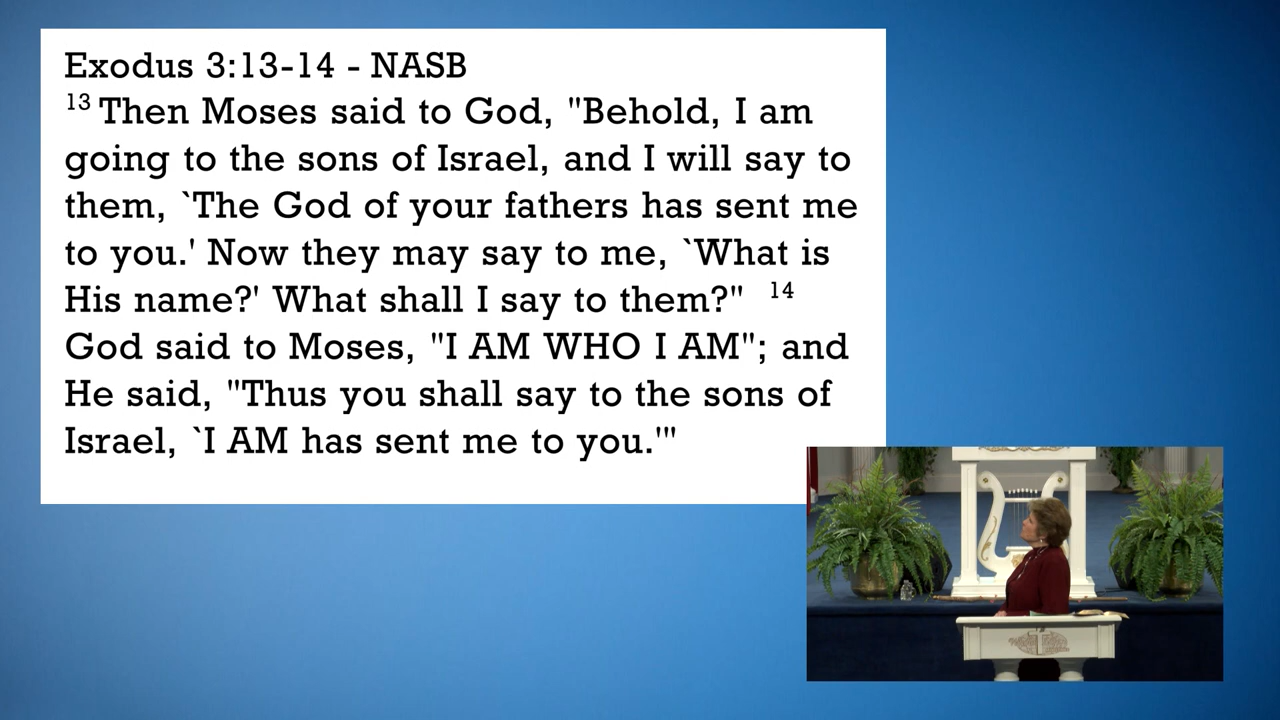 Exodus 3:13-14 - NASB
13 Then Moses said to God, "Behold, I am
going to the sons of Israel, and I will say to
them, `The God of your fathers has sent me
to you.' Now they may say to me, `What is
His name?' What shall I say to them?" 14
God said to Moses, "I AM WHO I AM"; and
He said, "Thus you shall say to the sons of
Israel, `I AM has sent me to you.'"